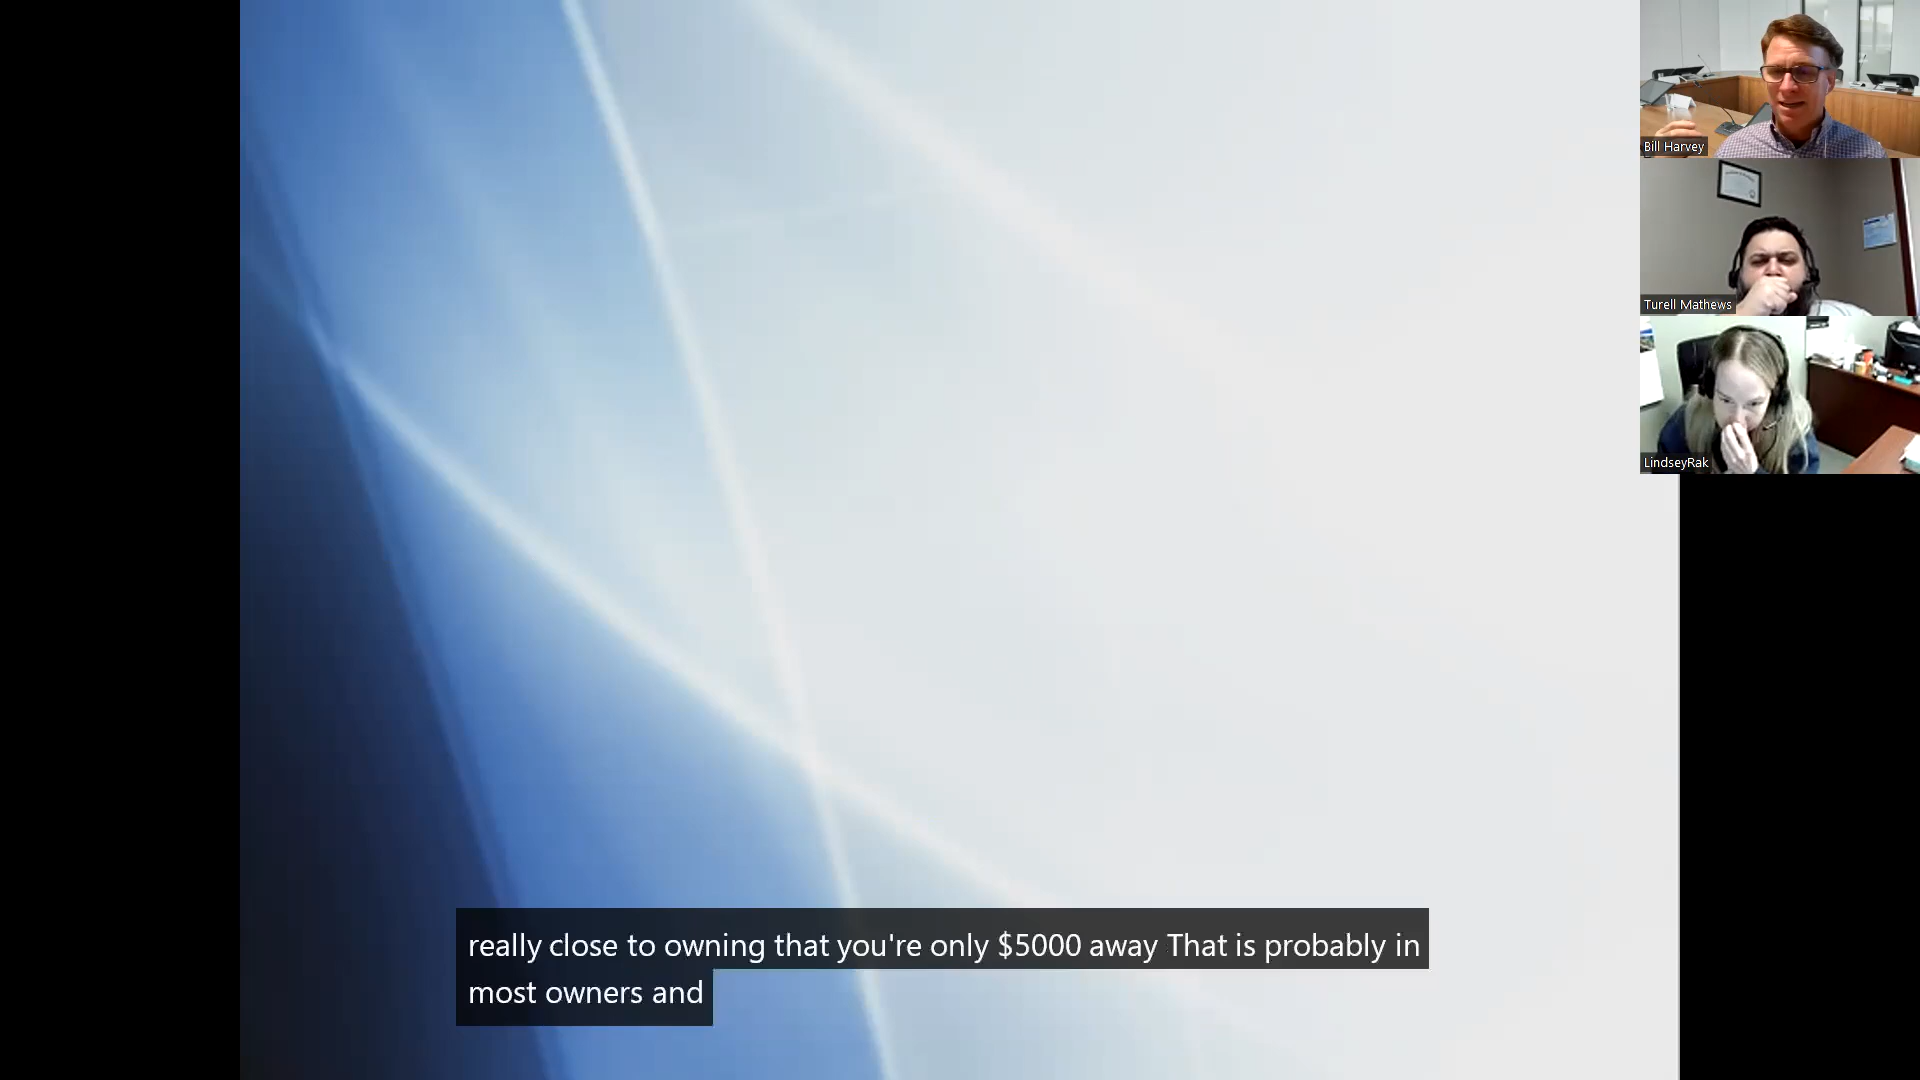 Bill Harvey
Turell Mathews
LindseyRak
really close to owning that you're only $5000 away That is probably in
most owners and